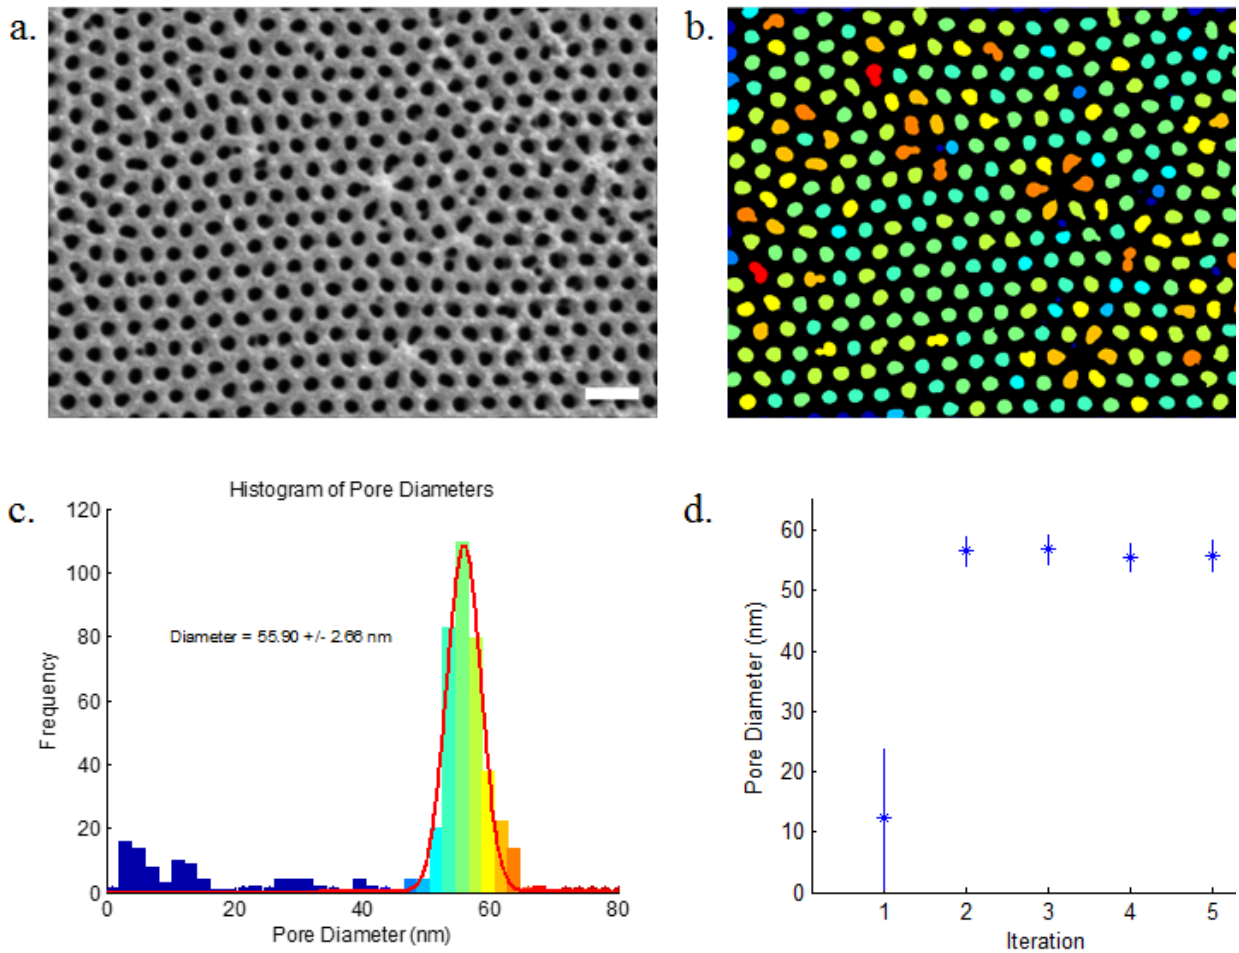 a.
b.
c.
Histogram of Pore Diameters
120
100
80
60
40
20
0
Frequency
Diameter = 55.90 +/- 2.66 nm
0 20 40 60 80
Pore Diameter (nm)
d.
60
50
40
30
20
10
0
Pore Diameter (nm)
1 2 3 4 5
Iteration